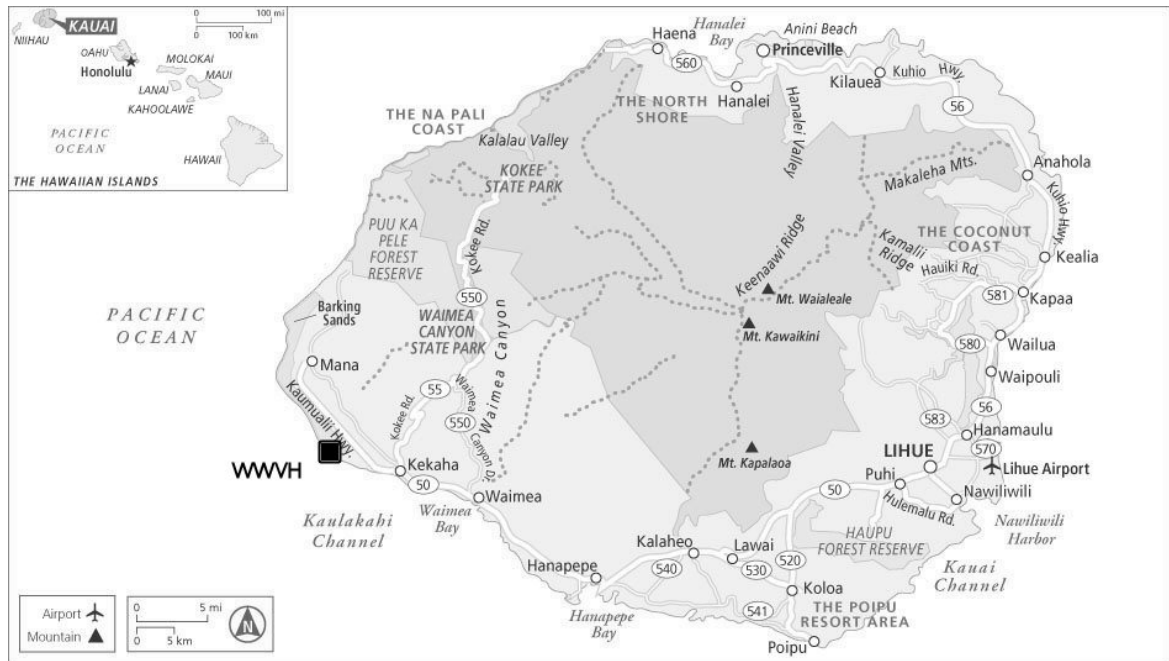 0 100 mi
0 100 km
NIIHAU
KAUAI
OAHU
Honolulu
MOLOKAI
LANAI
MAUI
KAHOOLAWE
PACIFIC
OCEAN
HAWAII
THE HAWAIIAN ISLANDS
Hanalei
Bay
Anini Beach
Haena
560
Princeville
Hanalei
Kilauea
Kuhio
Hwy.
56
THE NORTH
SHORE
Hanalei Valley
THE NA PALI
COAST
Kalalau Valley
KOKEE
STATE PARK
Makaleha Mts.
Anahola
Kuhio Hwy.
PUU KA
PELE
FOREST
RESERVE
Kokee Rd.
THE COCONUT
COAST
Kamalii
Ridge
Hauiki Rd.
Kealia
Keenaawi Ridge
Mt. Waialeale
581
Kapaa
550
Barking
Sands
WAIMEA
CANYON
STATE PARK
Waimea Canyon
Mt. Kawaikini
PACIFIC
OCEAN
580
Wailua
Mana
Waipouli
Kaumualii Hwy.
55
Kokee Rd.
Waimea
550
Canyon Dr.
56
583
Hanamaulu
570
WWVH
Kekaha
50
Mt. Kapalaoa
LIHUE
Lihue Airport
Puhi
Waimea
50
Nawiliwili
Hulemalu Rd.
Kaulakahi
Channel
Waimea
Bay
Nawiliwili
Harbor
HAUPU
FOREST RESERVE
Kalaheo
Lawai
Kauai
Channel
Hanapepe
540
530
520
Koloa
541
Hanapepe
Bay
THE POIPU
RESORT AREA
Poipu
Airport
Mountain
0 5 mi
0 5 km
N